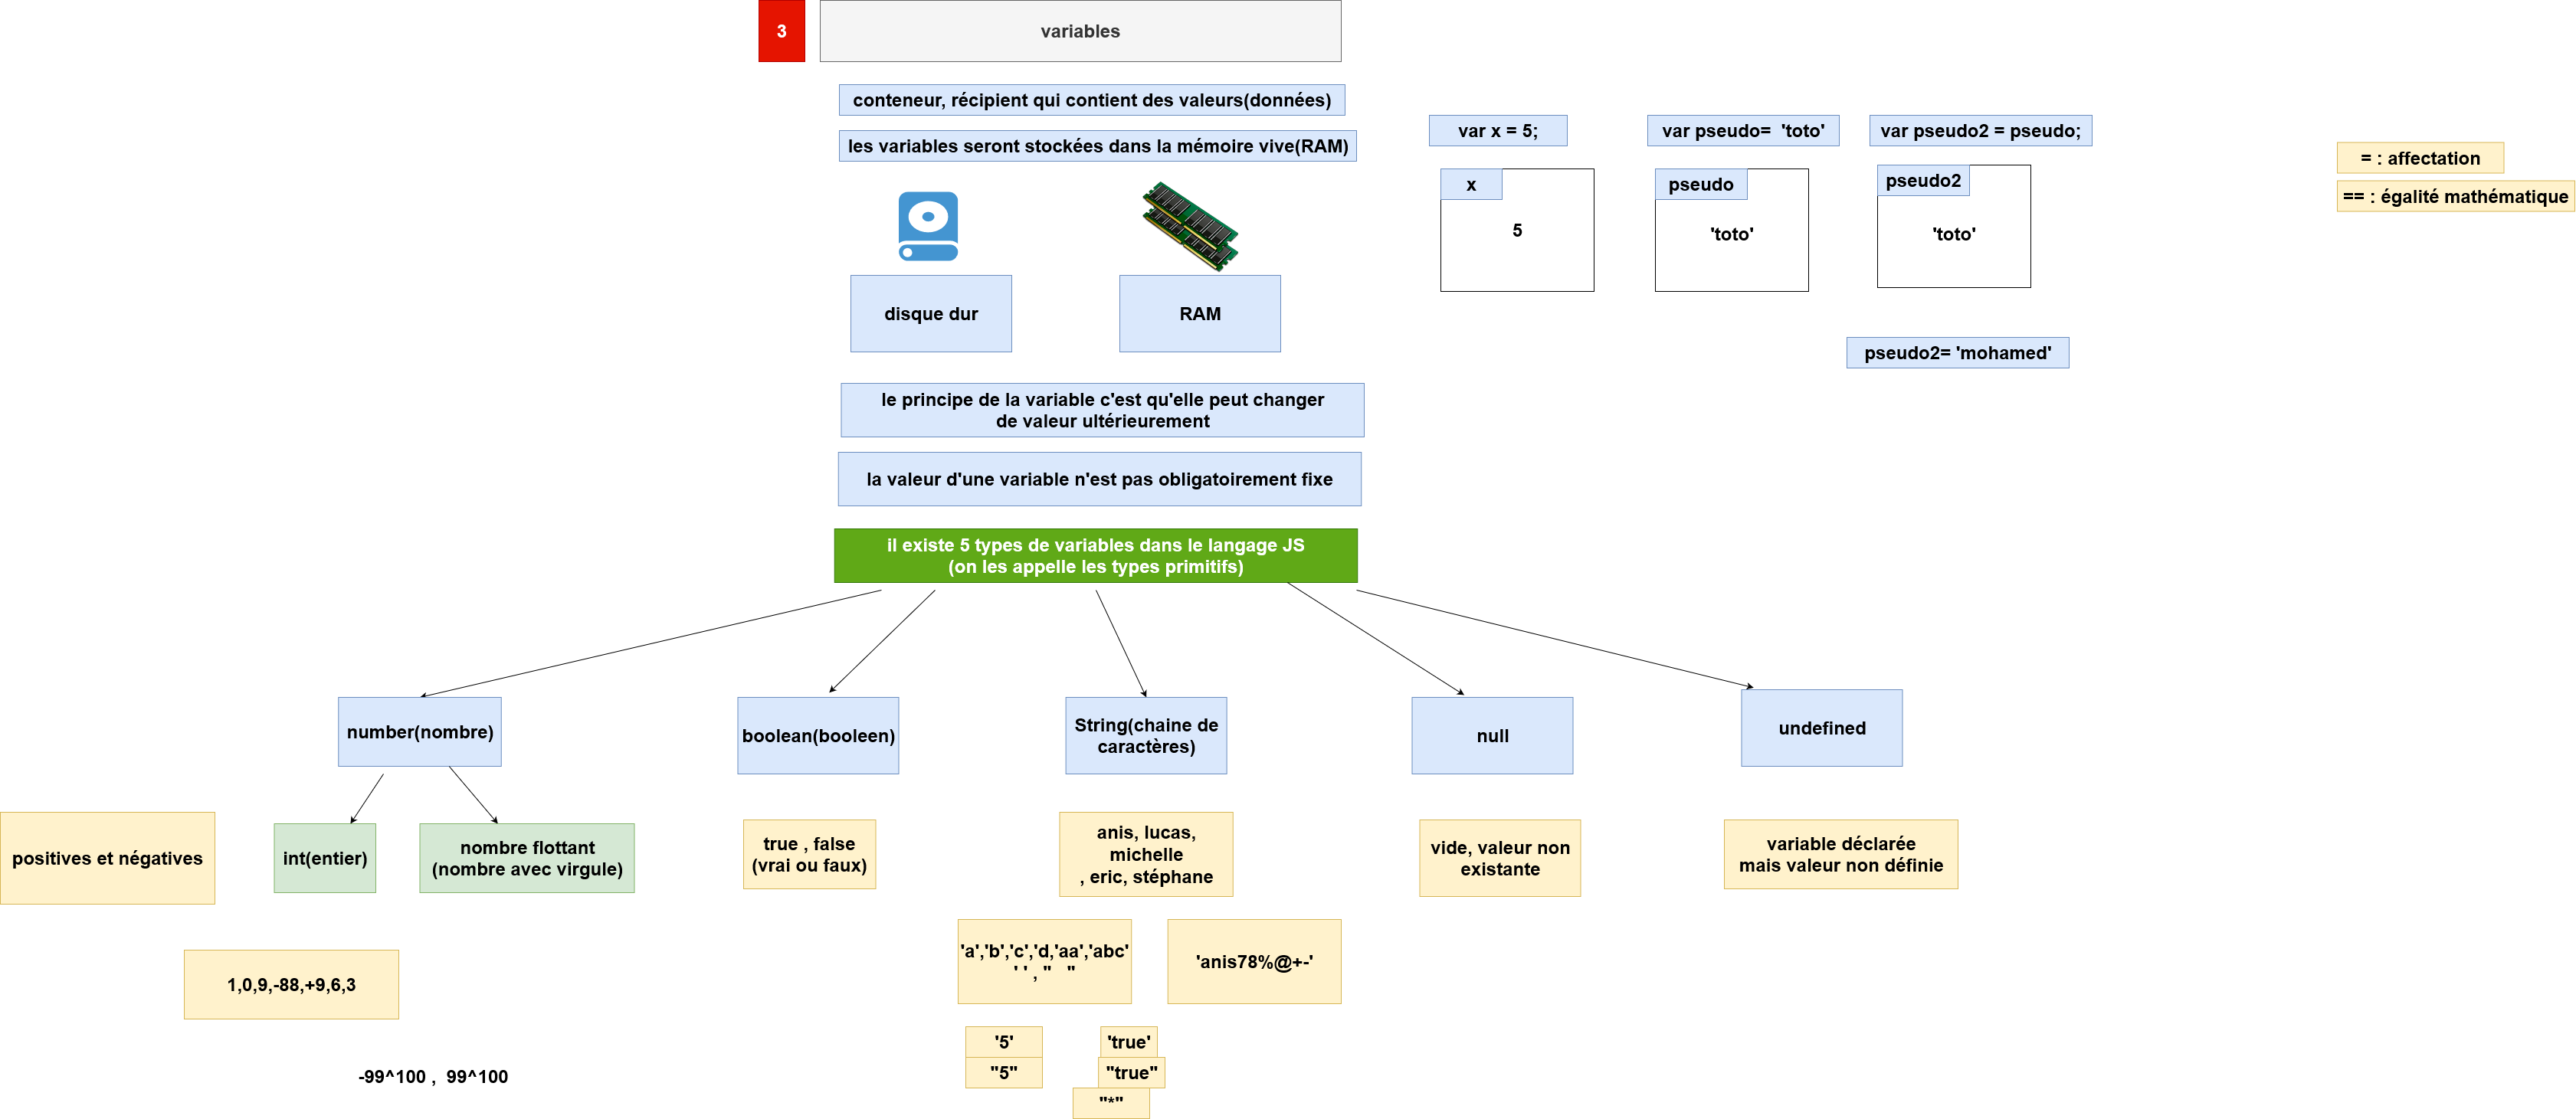 3
variables
conteneur, récipient qui contient des valeurs(données)
les variables seront stockées dans la mémoire vive(RAM)
disque dur
RAM
var x = 5;
x
5
var pseudo= 'toto'
pseudo
'toto'
var pseudo2 = pseudo;
pseudo2
'toto'
pseudo2= 'mohamed'
= : affectation
== : égalité mathématique
le principe de la variable c'est qu'elle peut changer
de valeur ultérieurement
la valeur d'une variable n'est pas obligatoirement fixe
il existe 5 types de variables dans le langage JS
(on les appelle les types primitifs)
number(nombre)
boolean(booleen)
String(chaine de
caractères)
null
undefined
positives et négatives
int(entier)
nombre flottant
(nombre avec virgule)
true , false
(vrai ou faux)
anis, lucas,
michelle
, eric, stéphane
vide, valeur non
existante
variable déclarée
mais valeur non définie
'a','b','c','d,'aa','abc'
' ' , "   "
'anis78%@+-'
1,0,9,-88,+9,6,3
'5'
"5"
'true'
"true"
"*"
-99^100 ,  99^100